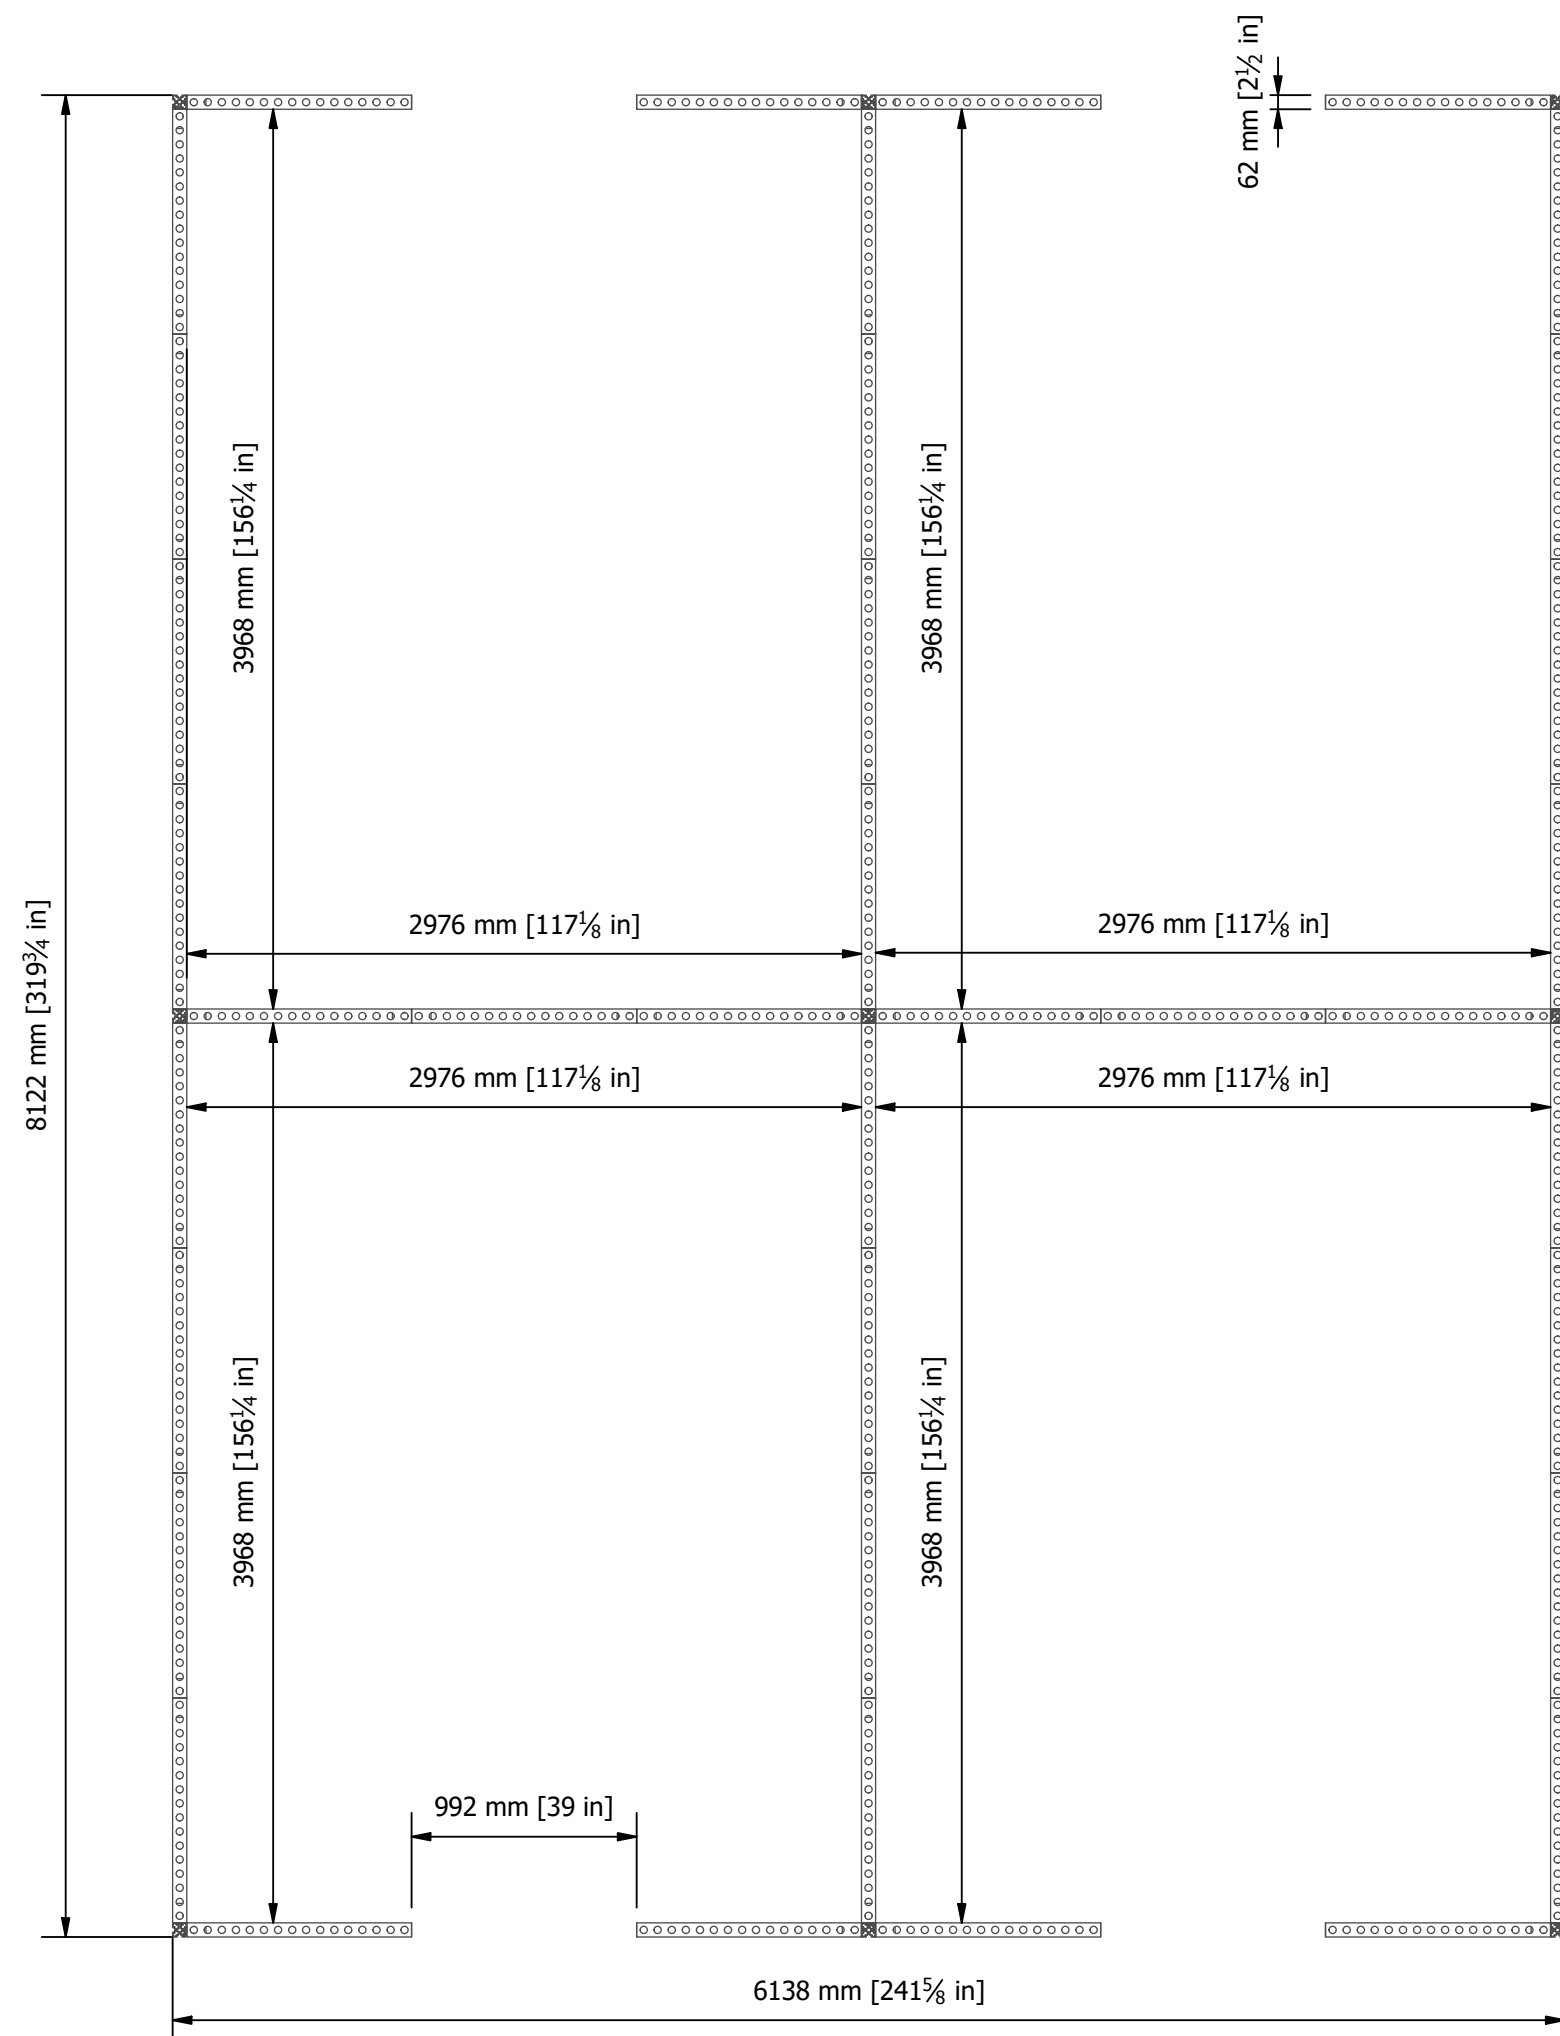 62 mm [2½ in]
3968 mm [156¼ in]
3968 mm [156¼ in]
2976 mm [117⅛ in]
2976 mm [117⅛ in]
8122 mm [319¾ in]
2976 mm [117⅛ in]
2976 mm [117⅛ in]
3968 mm [156¼ in]
3968 mm [156¼ in]
992 mm [39 in]
6138 mm [241⅝ in]